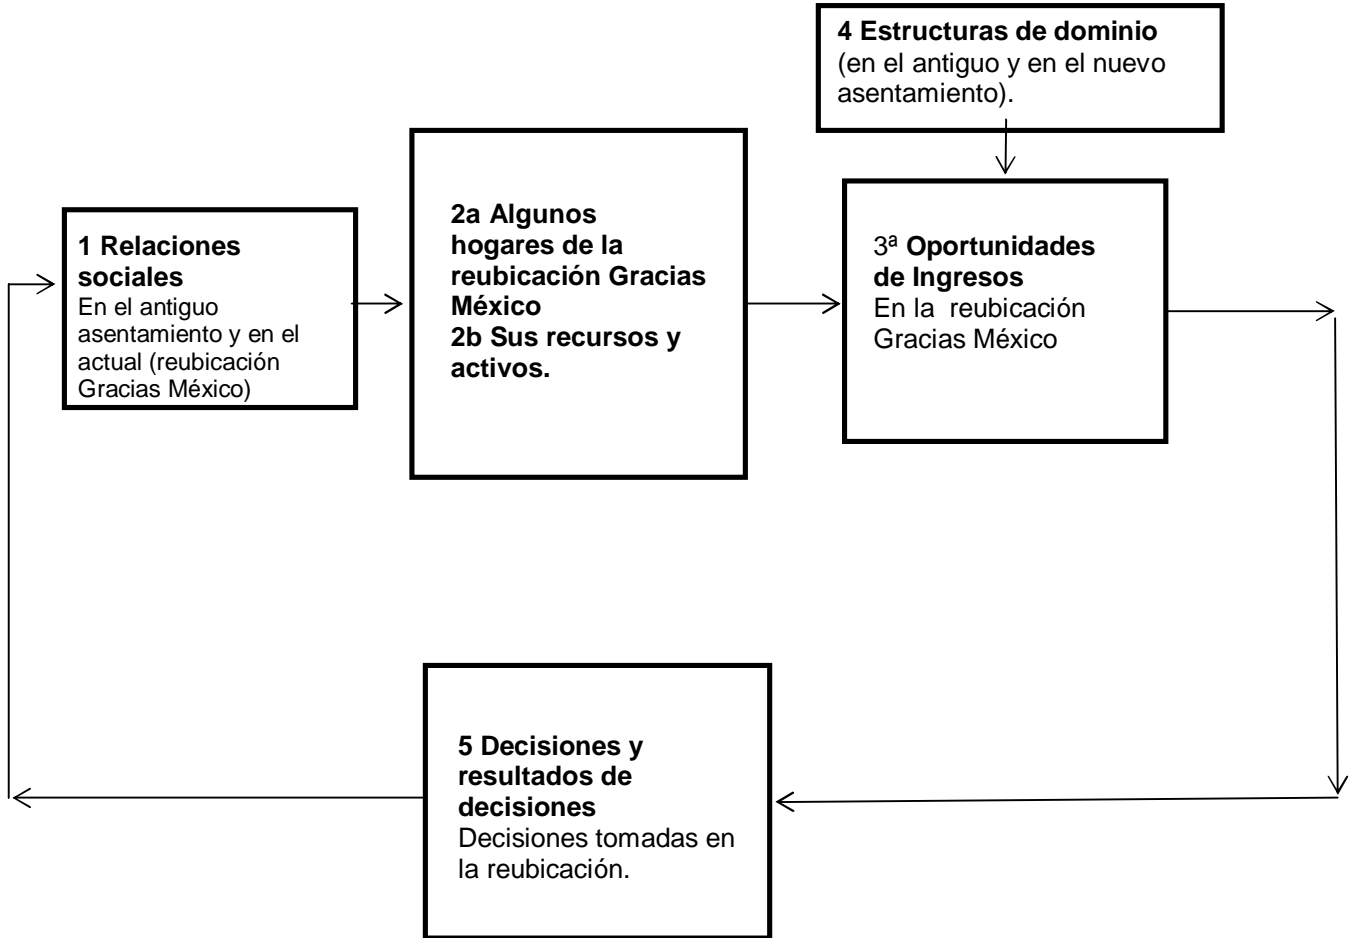 4 Estructuras de dominio
(en el antiguo y en el nuevo
asentamiento).
1 Relaciones
sociales
En el antiguo
asentamiento y en el
actual (reubicación
Gracias México)
2a Algunos
hogares de la
reubicación Gracias
México
2b Sus recursos y
activos.
3ª Oportunidades
de Ingresos
En la  reubicación
Gracias México
5 Decisiones y
resultados de
decisiones
Decisiones tomadas en
la reubicación.